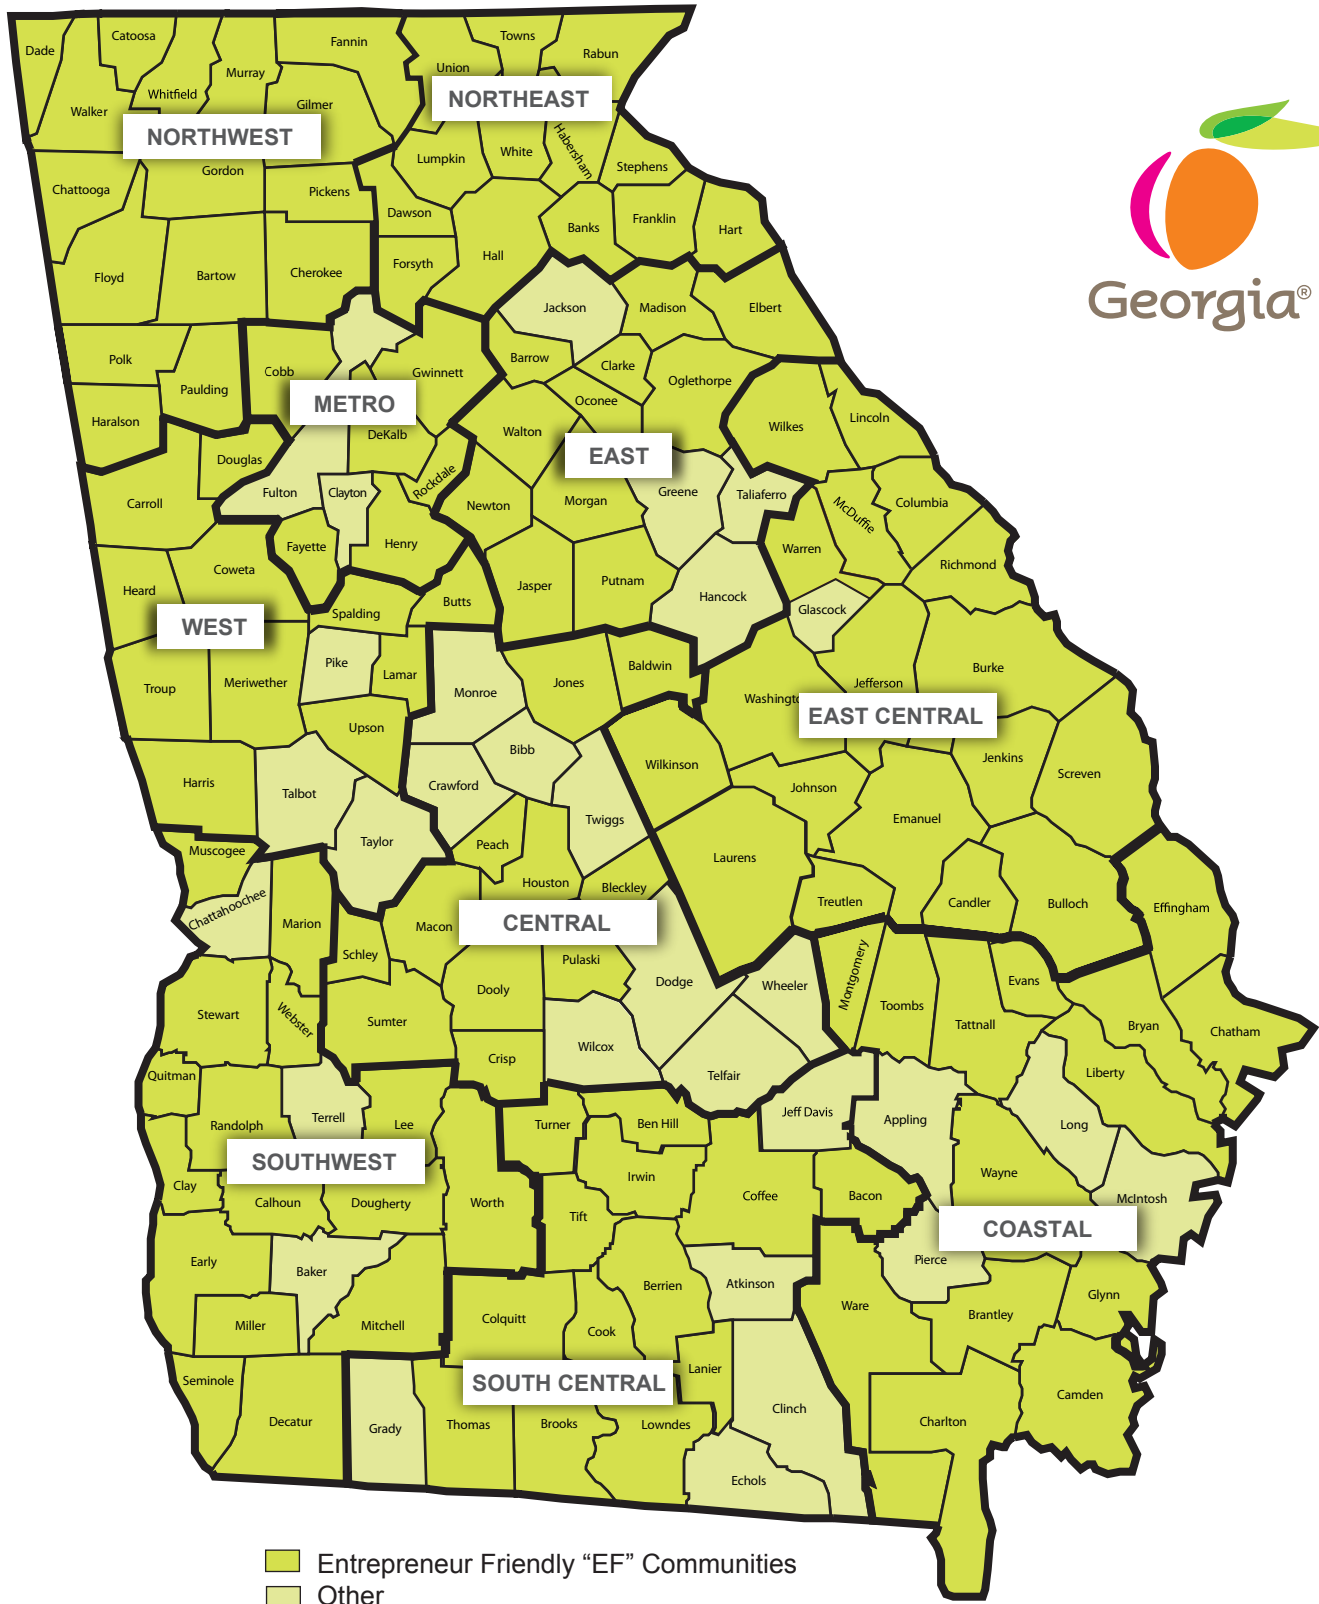 Dade
Catoosa
Fannin
Towns
Union
Rabun
Murray
Whitfield
Walker
Gilmer
NORTHEAST
NORTHWEST
Habersham
Lumpkin
White
Stephens
Chattooga
Gordon
Pickens
Dawson
Banks
Franklin
Hart
Floyd
Bartow
Cherokee
Forsyth
Hall
Georgia®
Jackson
Madison
Elbert
Polk
Paulding
Cobb
Gwinnett
Barrow
Clarke
Oglethorpe
Oconee
METRO
Haralson
DeKalb
Walton
EAST
Wilkes
Lincoln
Douglas
Carroll
Fulton
Clayton
Rockdale
Newton
Morgan
Greene
Taliaferro
McDuffie
Columbia
Fayette
Henry
Warren
Richmond
Heard
Coweta
Spalding
Butts
Jasper
Putnam
Hancock
Glascock
WEST
Troup
Meriwether
Pike
Lamar
Monroe
Jones
Baldwin
Washingto
Jefferson
Burke
EAST CENTRAL
Upson
Bibb
Wilkinson
Jenkins
Screven
Harris
Talbot
Crawford
Twiggs
Johnson
Emanuel
Taylor
Peach
Muscogee
Laurens
Houston
Bleckley
Chattahoochee
Marion
Macon
CENTRAL
Treutlen
Candler
Bulloch
Effingham
Schley
Pulaski
Dooly
Dodge
Wheeler
Montgomery
Toombs
Evans
Tattnall
Bryan
Chatham
Stewart
Webster
Sumter
Crisp
Wilcox
Telfair
Liberty
Quitman
Randolph
Terrell
Lee
Turner
Ben Hill
Jeff Davis
Appling
Long
SOUTHWEST
Clay
Calhoun
Dougherty
Worth
Tift
Irwin
Coffee
Bacon
Wayne
McIntosh
COASTAL
Early
Baker
Berrien
Atkinson
Pierce
Miller
Mitchell
Colquitt
Cook
Ware
Brantley
Glynn
Seminole
Decatur
SOUTH CENTRAL
Lanier
Grady
Thomas
Brooks
Lowndes
Clinch
Charlton
Camden
Echols
Entrepreneur Friendly “EF” Communities
Other